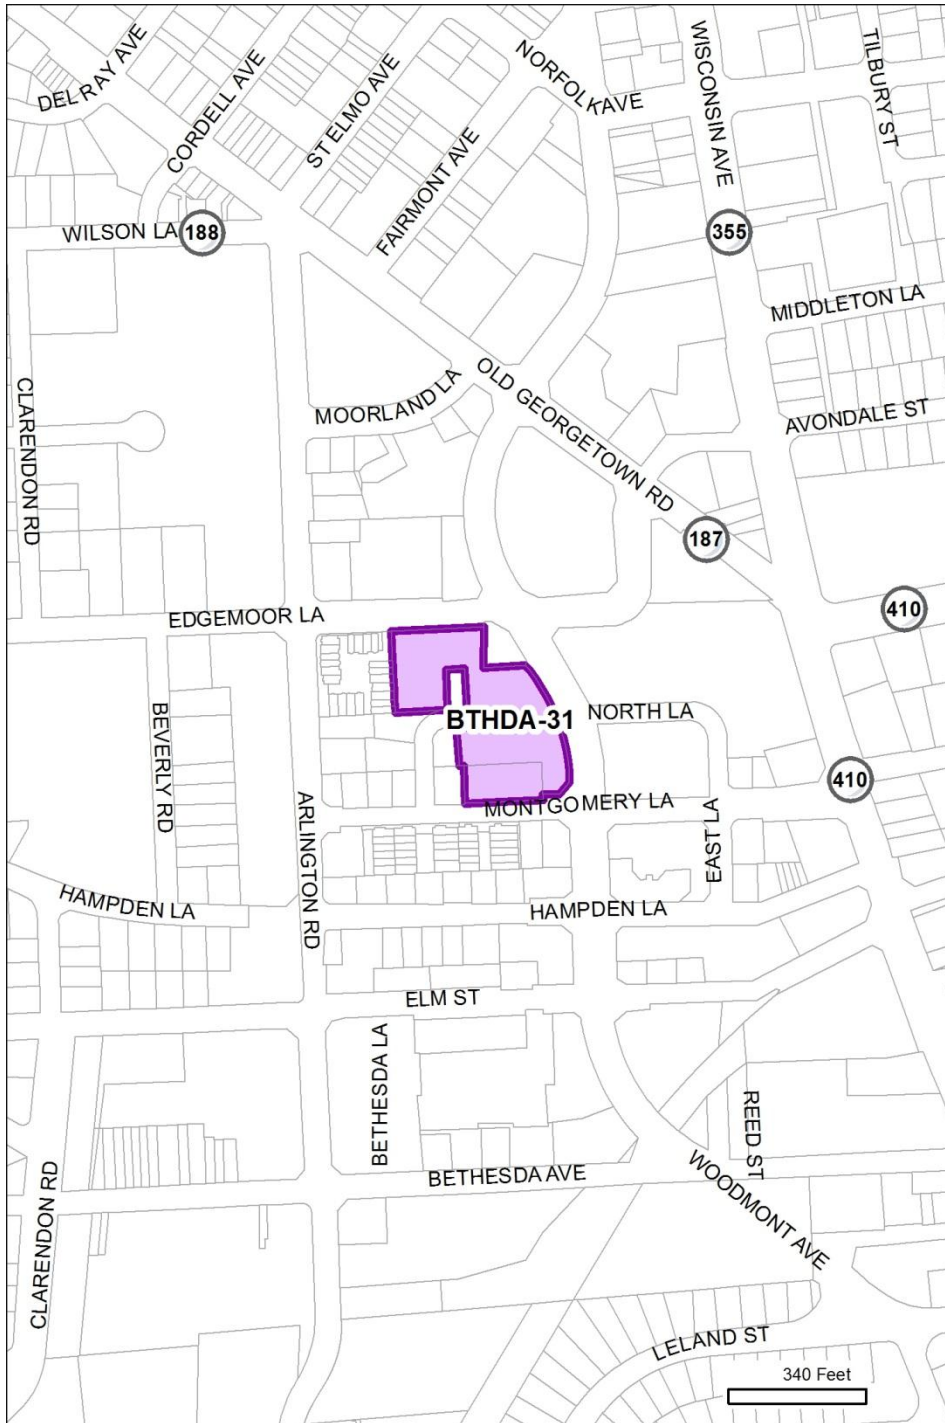 DEL RAY AVE
CORDELL AVE
ST ELMO AVE
FAIRMONT AVE
NORFOLK AVE
WISCONSIN AVE
TILBURY ST
WILSON LA
188
355
MIDDLETON LA
CLARENDON RD
MOORLAND LA
OLD GEORGETOWN RD
AVONDALE ST
187
410
EDGEMOOR LA
BEVERLY RD
BTHDA-31
NORTH LA
410
ARLINGTON RD
MONTGOMERY LA
EAST LA
HAMPDEN LA
HAMPDEN LA
ELM ST
BETHESDA LA
REED ST
BETHESDA AVE
WOODMONT AVE
CLARENDON RD
LELAND ST
340 Feet